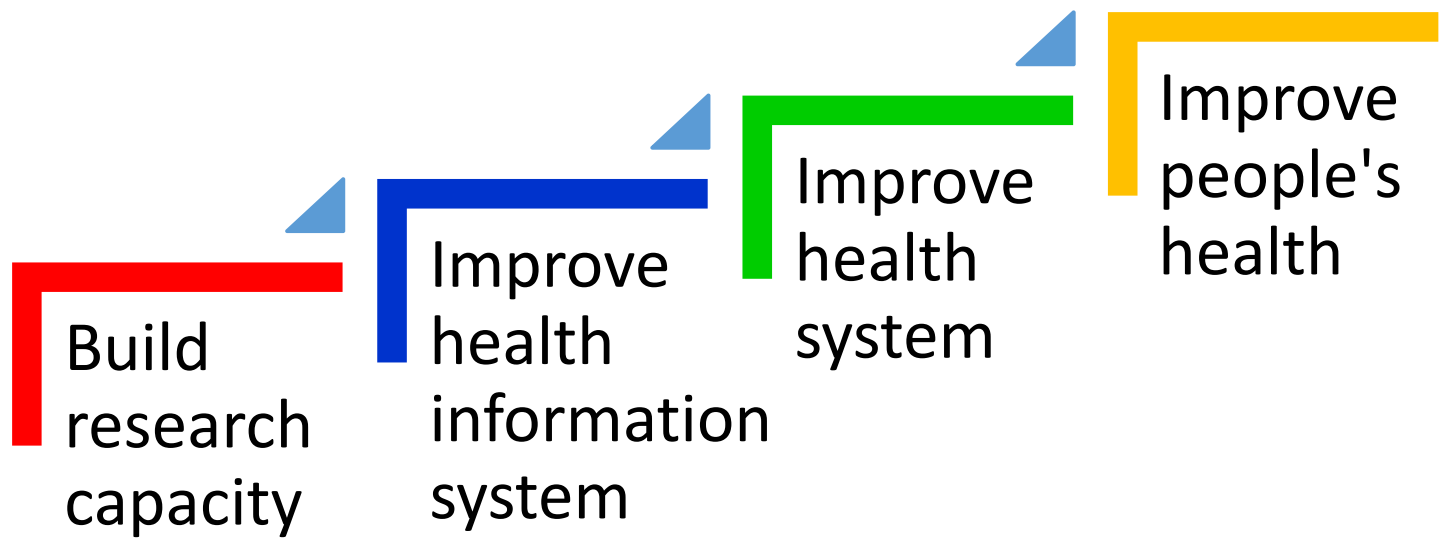 Build
research
capacity
Improve
health
information
system
Improve
health
system
Improve
people's
health